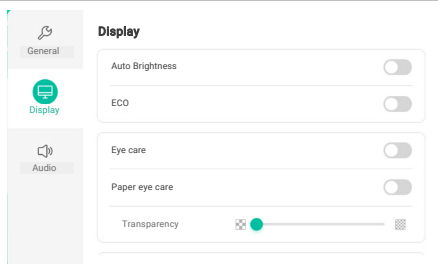 Display
General
Auto Brightness
ECO
Display
Eye care
Audio
Paper eye care
Transparency